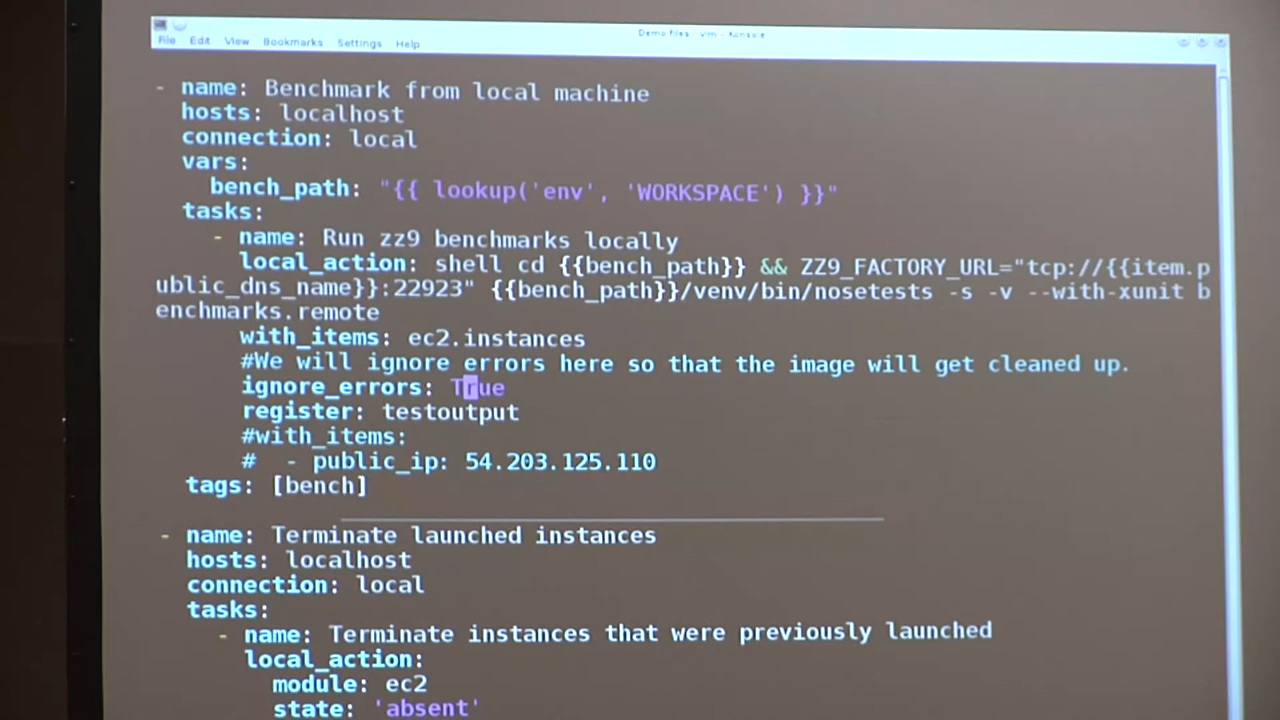 Demo files : vim - Konsole
File Edit View Bookmarks Settings Help
- name: Benchmark from local machine
hosts: localhost
connection: local
vars:
bench_path: "{{ lookup('env', 'WORKSPACE') }}"
tasks:
- name: Run zz9 benchmarks locally
local_action: shell cd {{bench_path}} && ZZ9_FACTORY_URL="tcp://{{item.p
ublic_dns_name}}:22923" {{bench_path}}/venv/bin/nosetests -s -v --with-xunit b
enchmarks.remote
with_items: ec2.instances
#We will ignore errors here so that the image will get cleaned up.
ignore_errors: True
register: testoutput
#with_items:
#  - public_ip: 54.203.125.110
tags: [bench]
- name: Terminate launched instances
hosts: localhost
connection: local
tasks:
- name: Terminate instances that were previously launched
local_action:
module: ec2
state: 'absent'